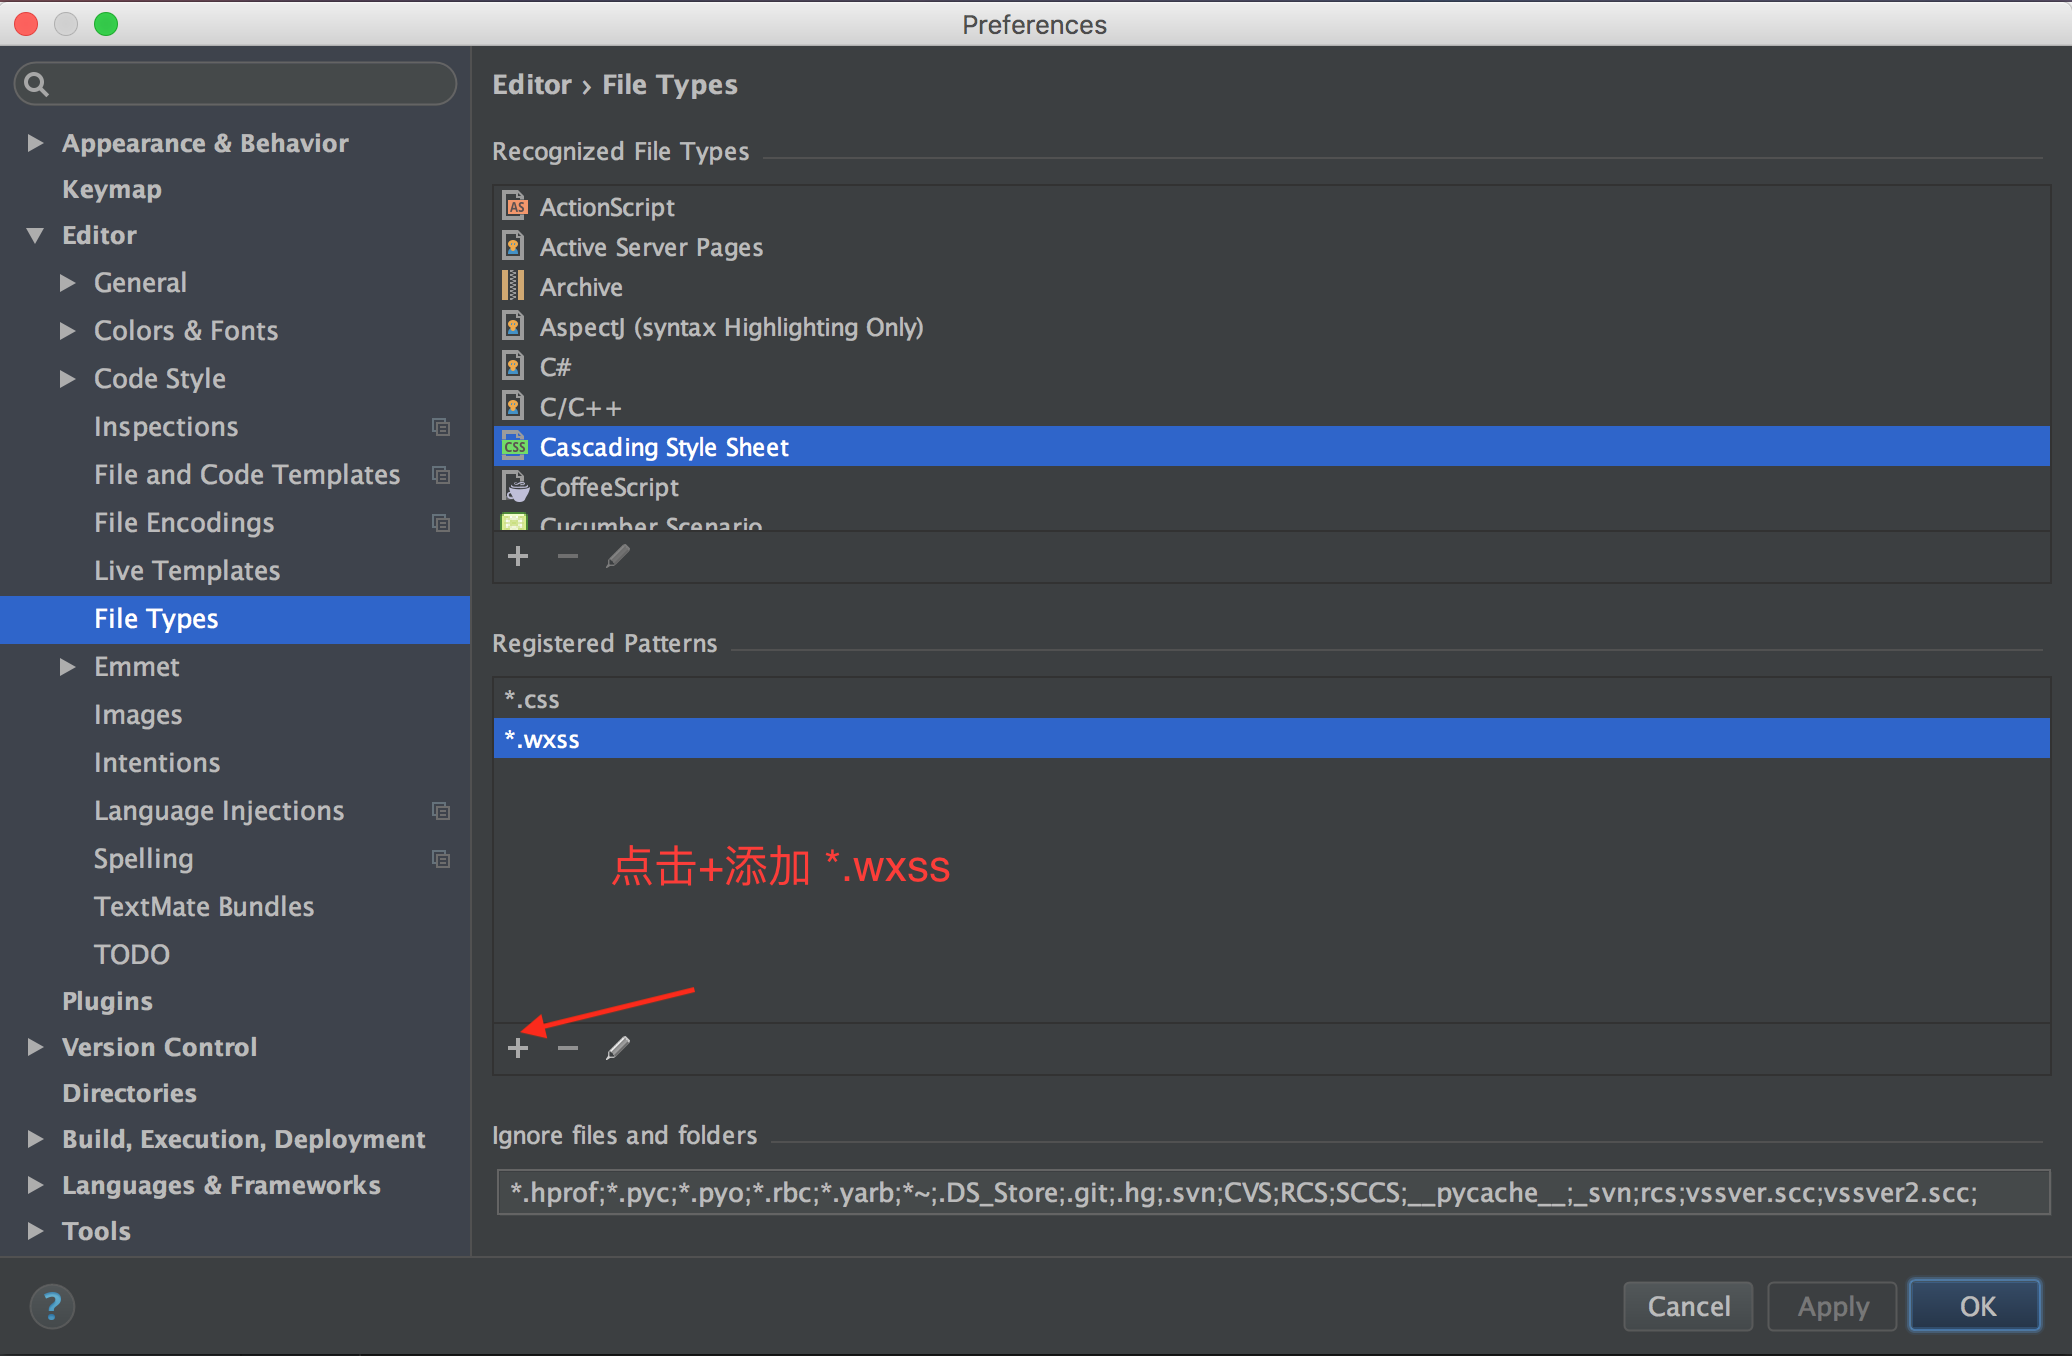 Preferences
Appearance & Behavior
Keymap
Editor
General
Colors & Fonts
Code Style
Inspections
File and Code Templates
File Encodings
Live Templates
File Types
Emmet
Images
Intentions
Language Injections
Spelling
TextMate Bundles
TODO
Plugins
Version Control
Directories
Build, Execution, Deployment
Languages & Frameworks
Tools
Editor › File Types
Recognized File Types
AS ActionScript
Active Server Pages
Archive
AspectJ (syntax Highlighting Only)
C#
C/C++
CSS Cascading Style Sheet
CoffeeScript
Cucumber Scenario
Registered Patterns
*.css
*.wxss
点击+添加 *.wxss
Ignore files and folders
*.hprof;*.pyc;*.pyo;*.rbc;*.yarb;*~;.DS_Store;.git;.hg;.svn;CVS;RCS;SCCS;__pycache__;_svn;rcs;vssver.scc;vssver2.scc;
?
Cancel
Apply
OK